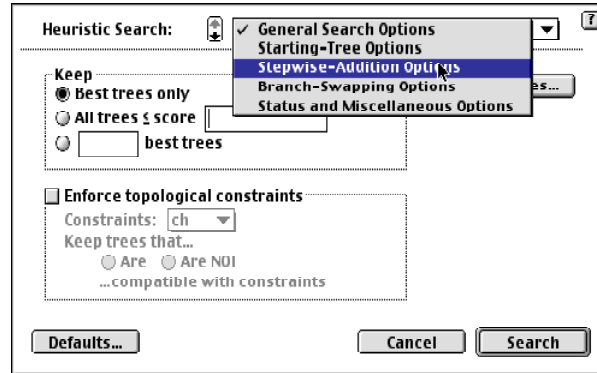 Heuristic Search:
✓ General Search Options
Starting-Tree Options
Stepwise-Addition Options
Branch-Swapping Options
Status and Miscellaneous Options
?
es...
Keep
Best trees only
All trees ≤ score
best trees
Enforce topological constraints
Constraints: ch
Keep trees that...
Are Are NOT
...compatible with constraints
Defaults... Cancel Search